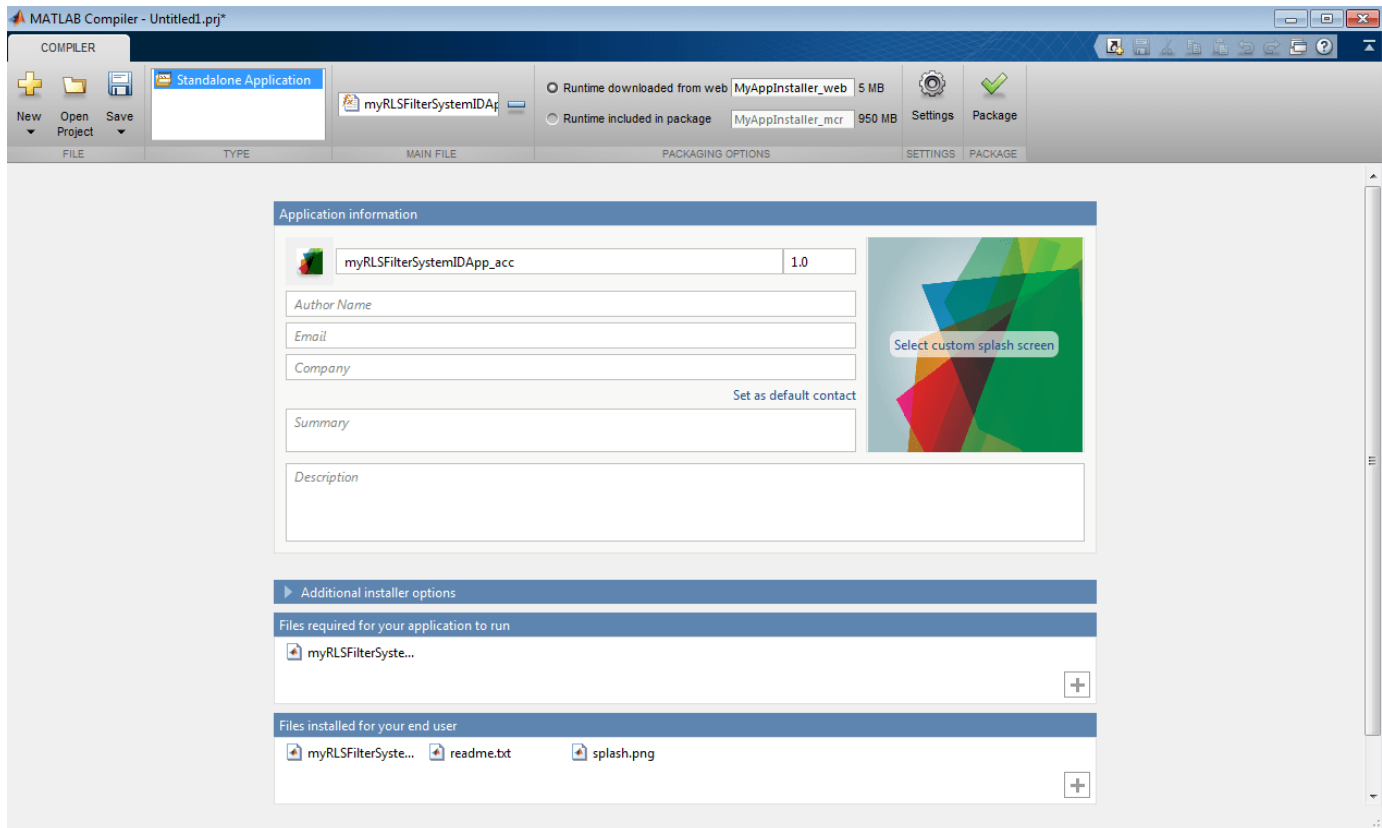 MATLAB Compiler - Untitled1.prj*
COMPILER
New
Open Project
Save
FILE
Standalone Application
TYPE
myRLSFilterSystemIDAp
MAIN FILE
Runtime downloaded from web MyAppInstaller_web 5 MB
Runtime included in package MyAppInstaller_mcr 950 MB
PACKAGING OPTIONS
Settings
SETTINGS
Package
PACKAGE
Application information
myRLSFilterSystemIDApp_acc 1.0
Author Name
Email
Company
Set as default contact
Summary
Select custom splash screen
Description
Additional installer options
Files required for your application to run
myRLSFilterSyste...
Files installed for your end user
myRLSFilterSyste... readme.txt splash.png